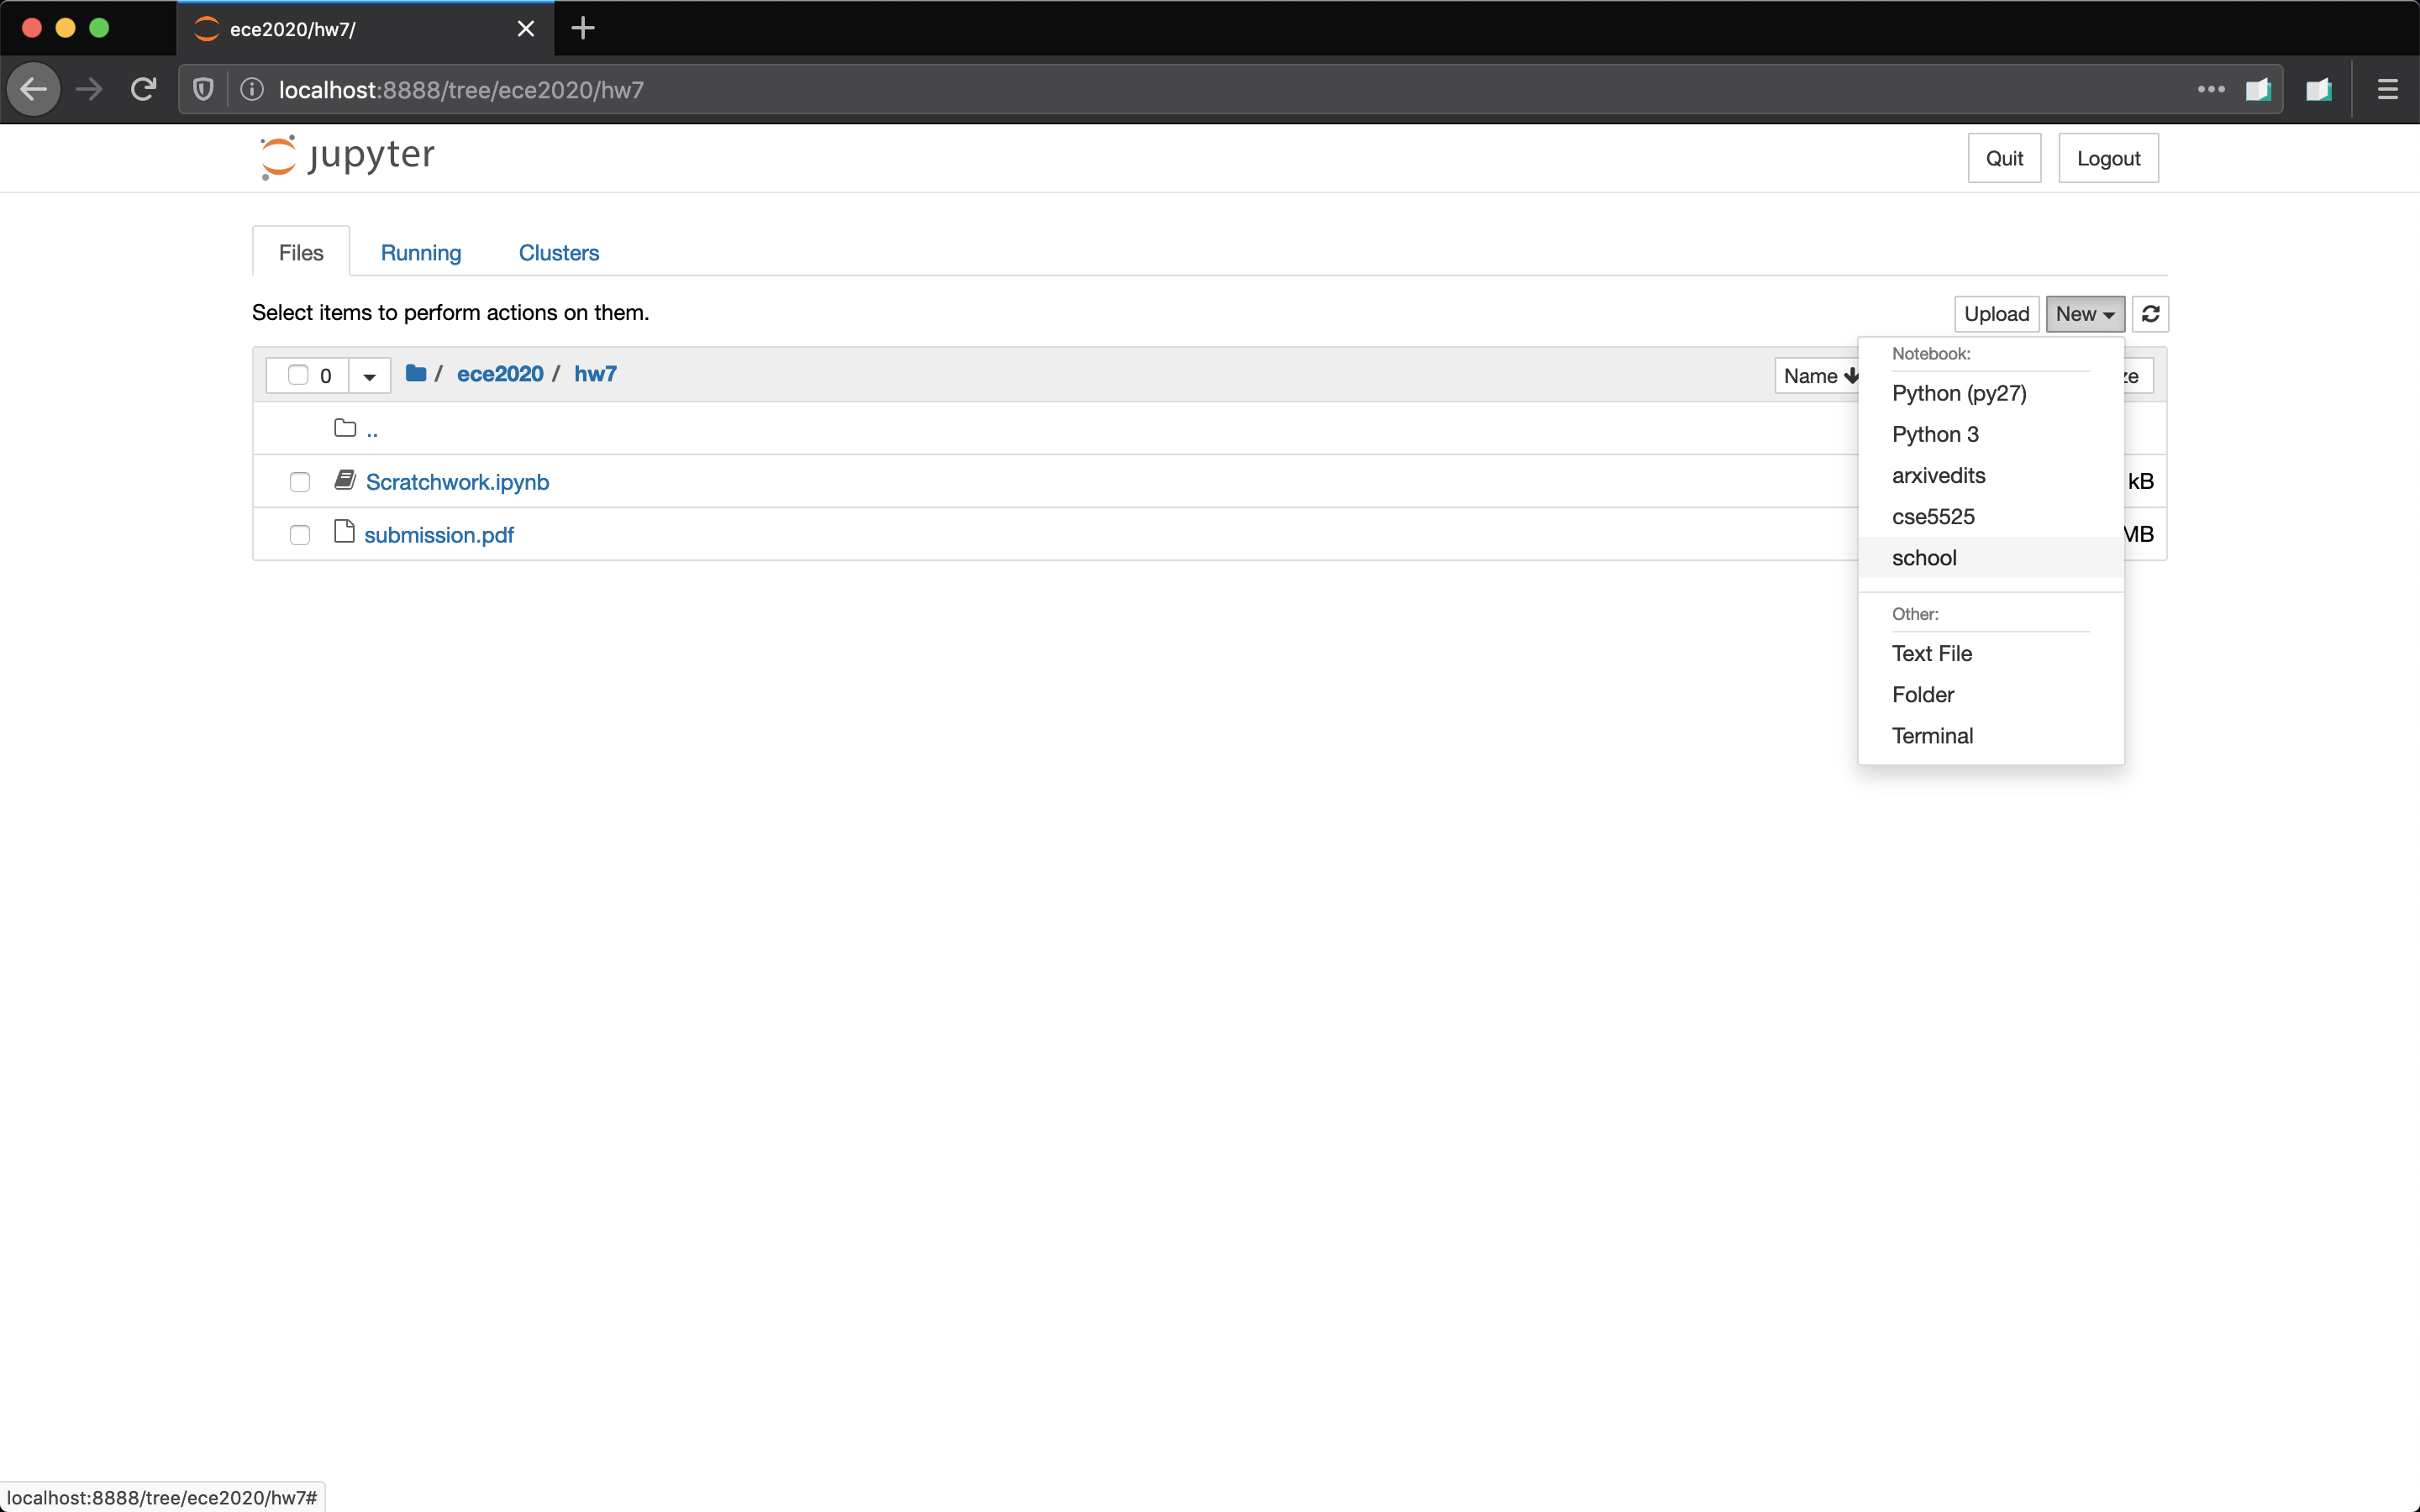 ece2020/hw7/
localhost:8888/tree/ece2020/hw7
jupyter
Quit
Logout
Files
Running
Clusters
Select items to perform actions on them.
Upload
New
0
/ ece2020 / hw7
Name
Notebook:
Python (py27)
Python 3
arxivedits
cse5525
school
Other:
Text File
Folder
Terminal
..
Scratchwork.ipynb
kB
submission.pdf
MB
localhost:8888/tree/ece2020/hw7#